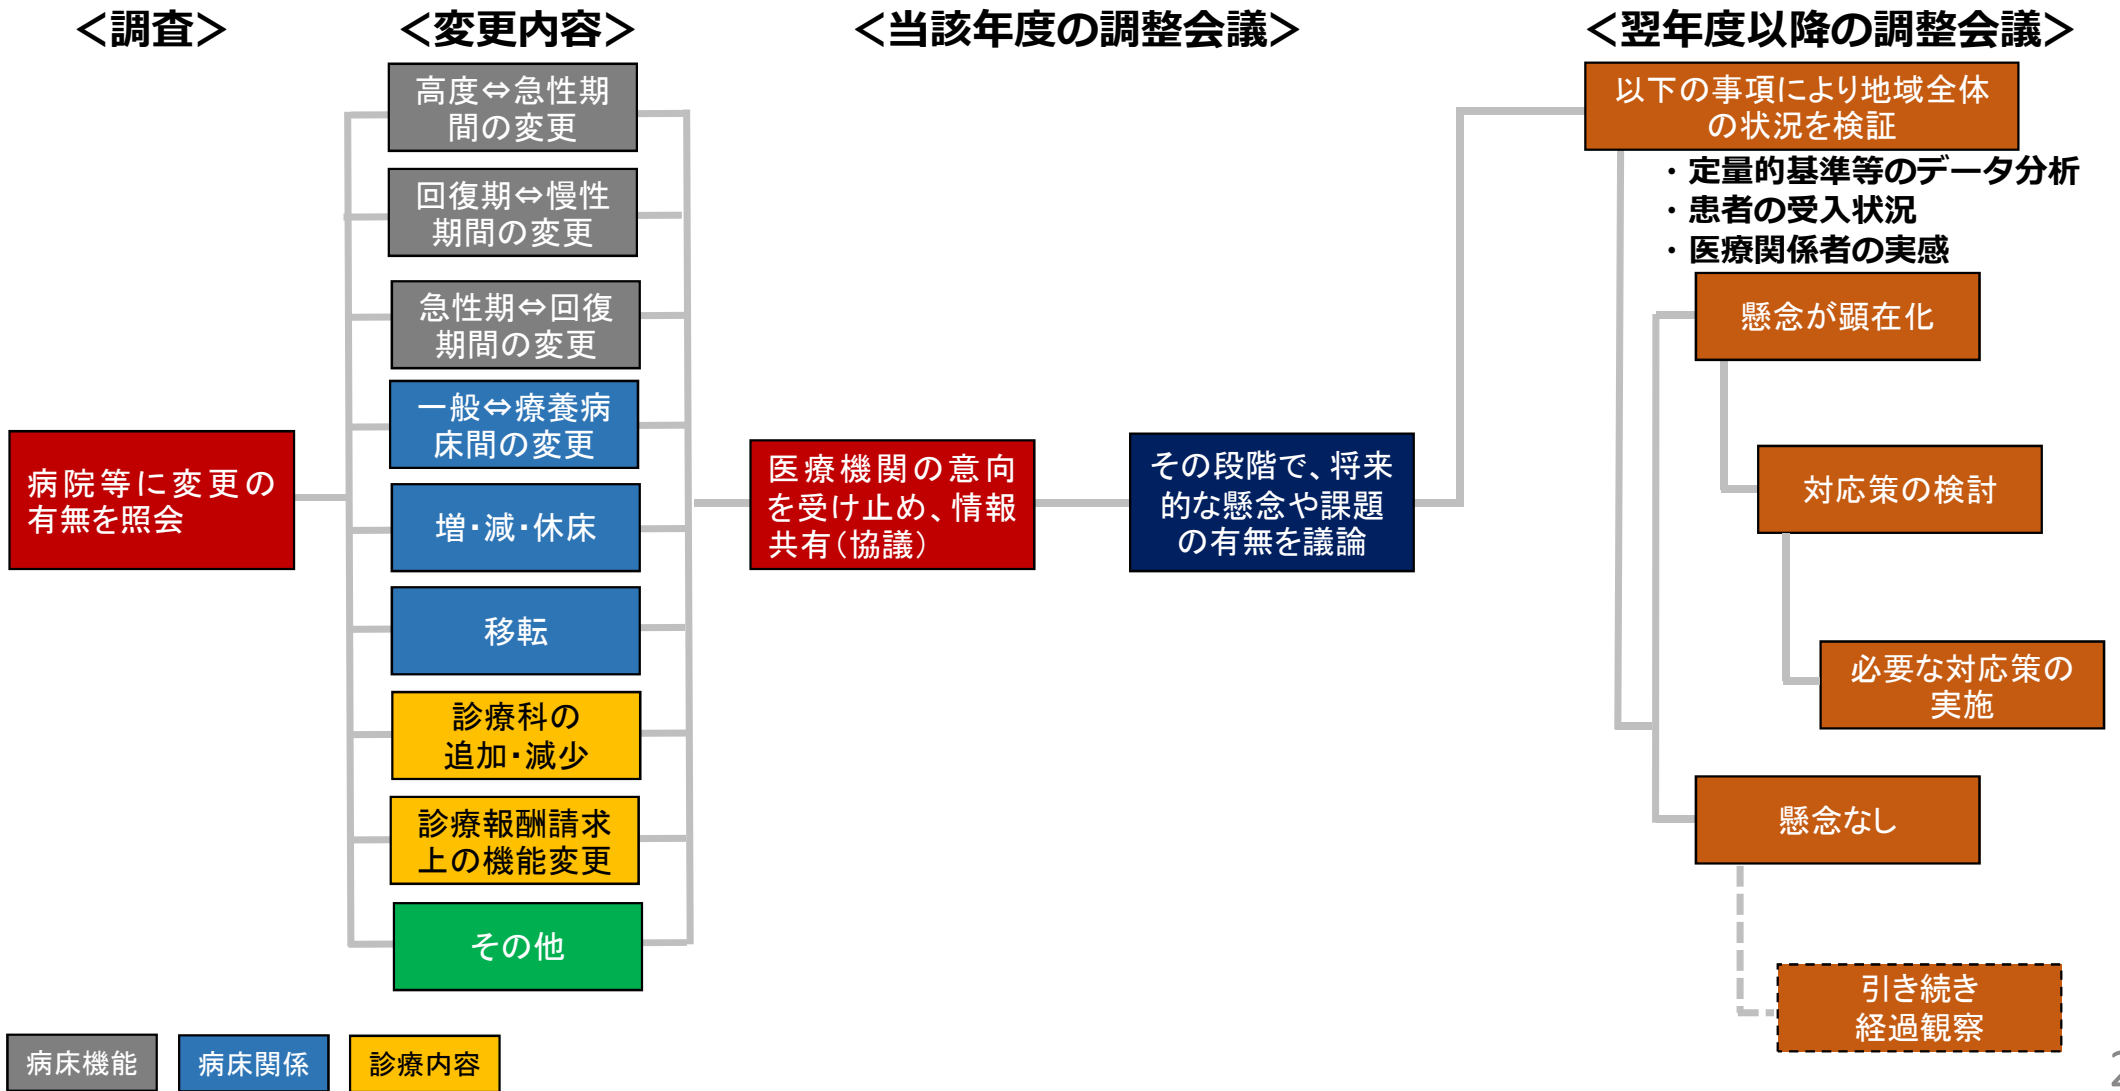 ＜調査＞
＜変更内容＞
＜当該年度の調整会議＞
＜翌年度以降の調整会議＞
病院等に変更の
有無を照会
高度⇔急性期
間の変更
回復期⇔慢性
期間の変更
急性期⇔回復
期間の変更
一般⇔療養病
床間の変更
増・減・休床
移転
診療科の
追加・減少
診療報酬請求
上の機能変更
その他
医療機関の意向
を受け止め、情報
共有（協議）
その段階で、将来
的な懸念や課題
の有無を議論
以下の事項により地域全体
の状況を検証
・定量的基準等のデータ分析
・患者の受入状況
・医療関係者の実感
懸念が顕在化
対応策の検討
必要な対応策の
実施
懸念なし
引き続き
経過観察
病床機能
病床関係
診療内容